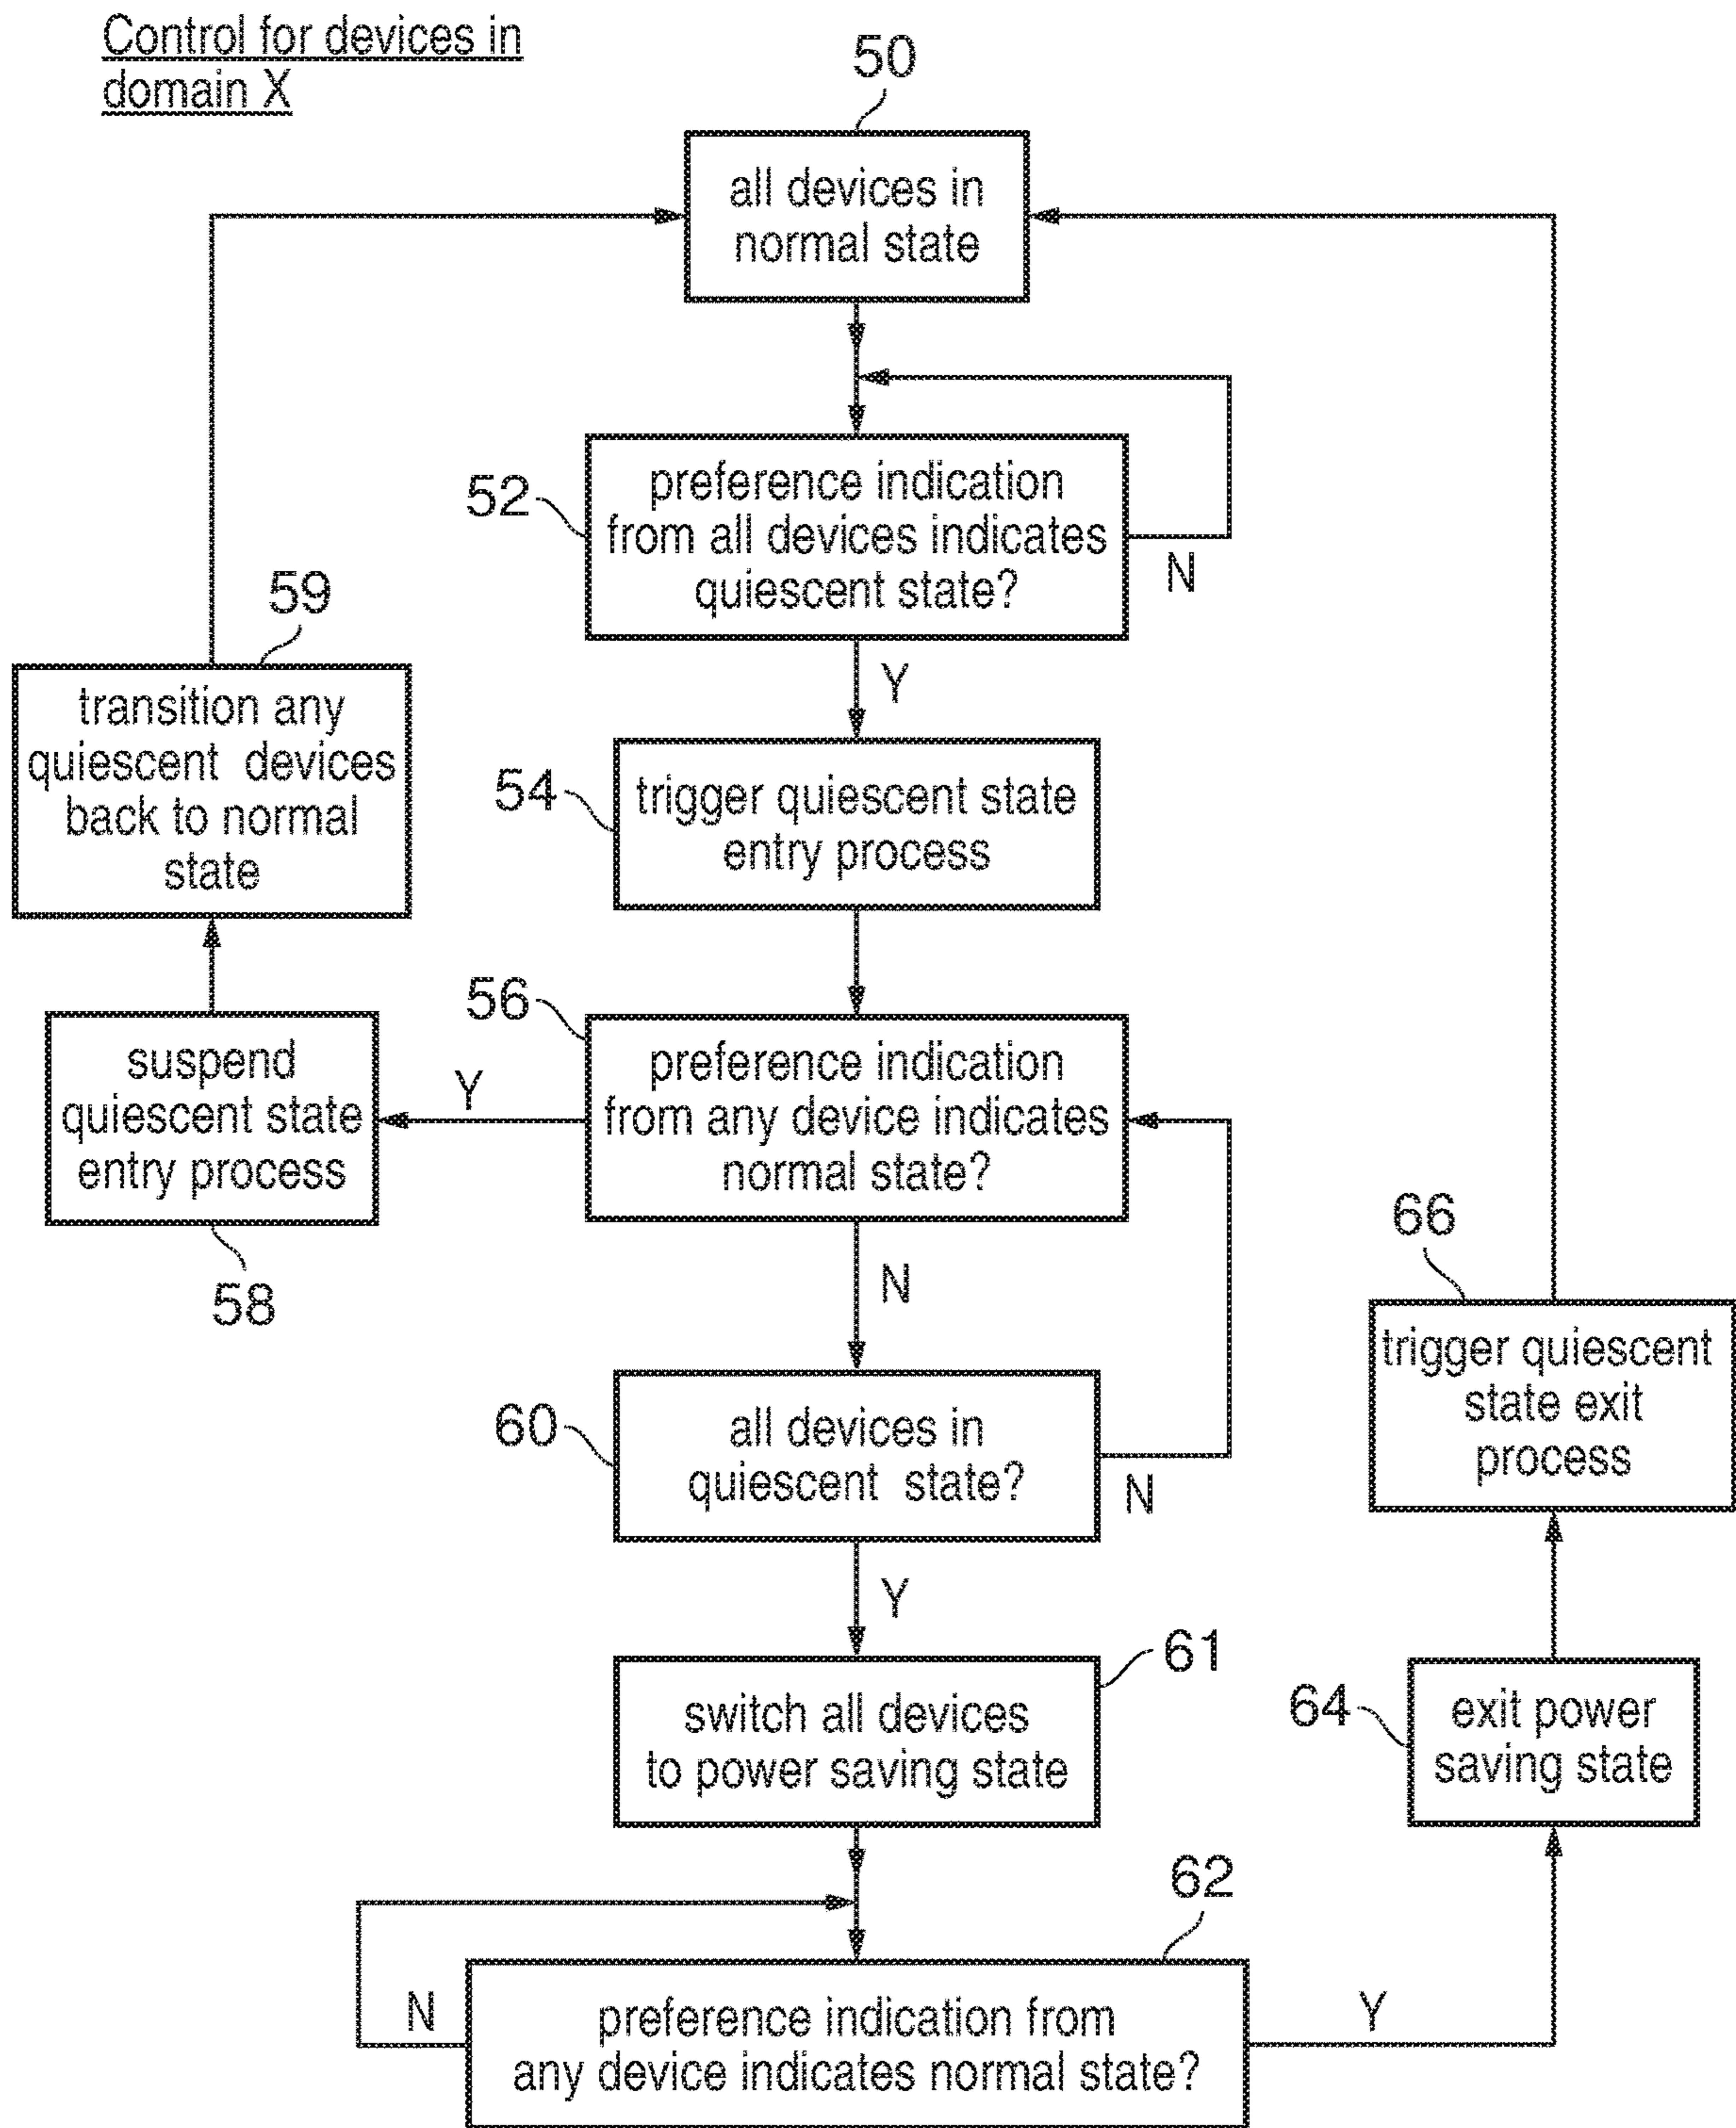 Control for devices in
domain X
50
all devices in
normal state
52
preference indication
from all devices indicates
quiescent state?
N
Y
59
transition any
quiescent devices
back to normal
state
54
trigger quiescent state
entry process
56
preference indication
from any device indicates
normal state?
Y
suspend
quiescent state
entry process
58
N
66
trigger quiescent
state exit
process
60
all devices in
quiescent state?
N
Y
61
switch all devices
to power saving state
64
exit power
saving state
62
preference indication from
any device indicates normal state?
N
Y